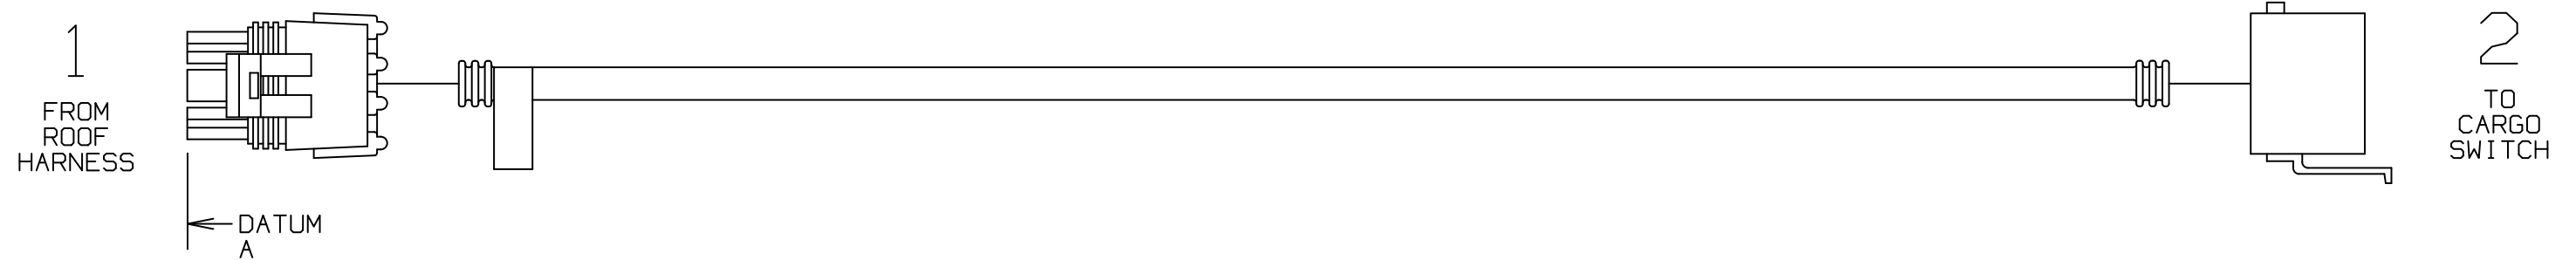 1
FROM
ROOF
HARNESS
DATUM
A
2
TO
CARGO
SWITCH